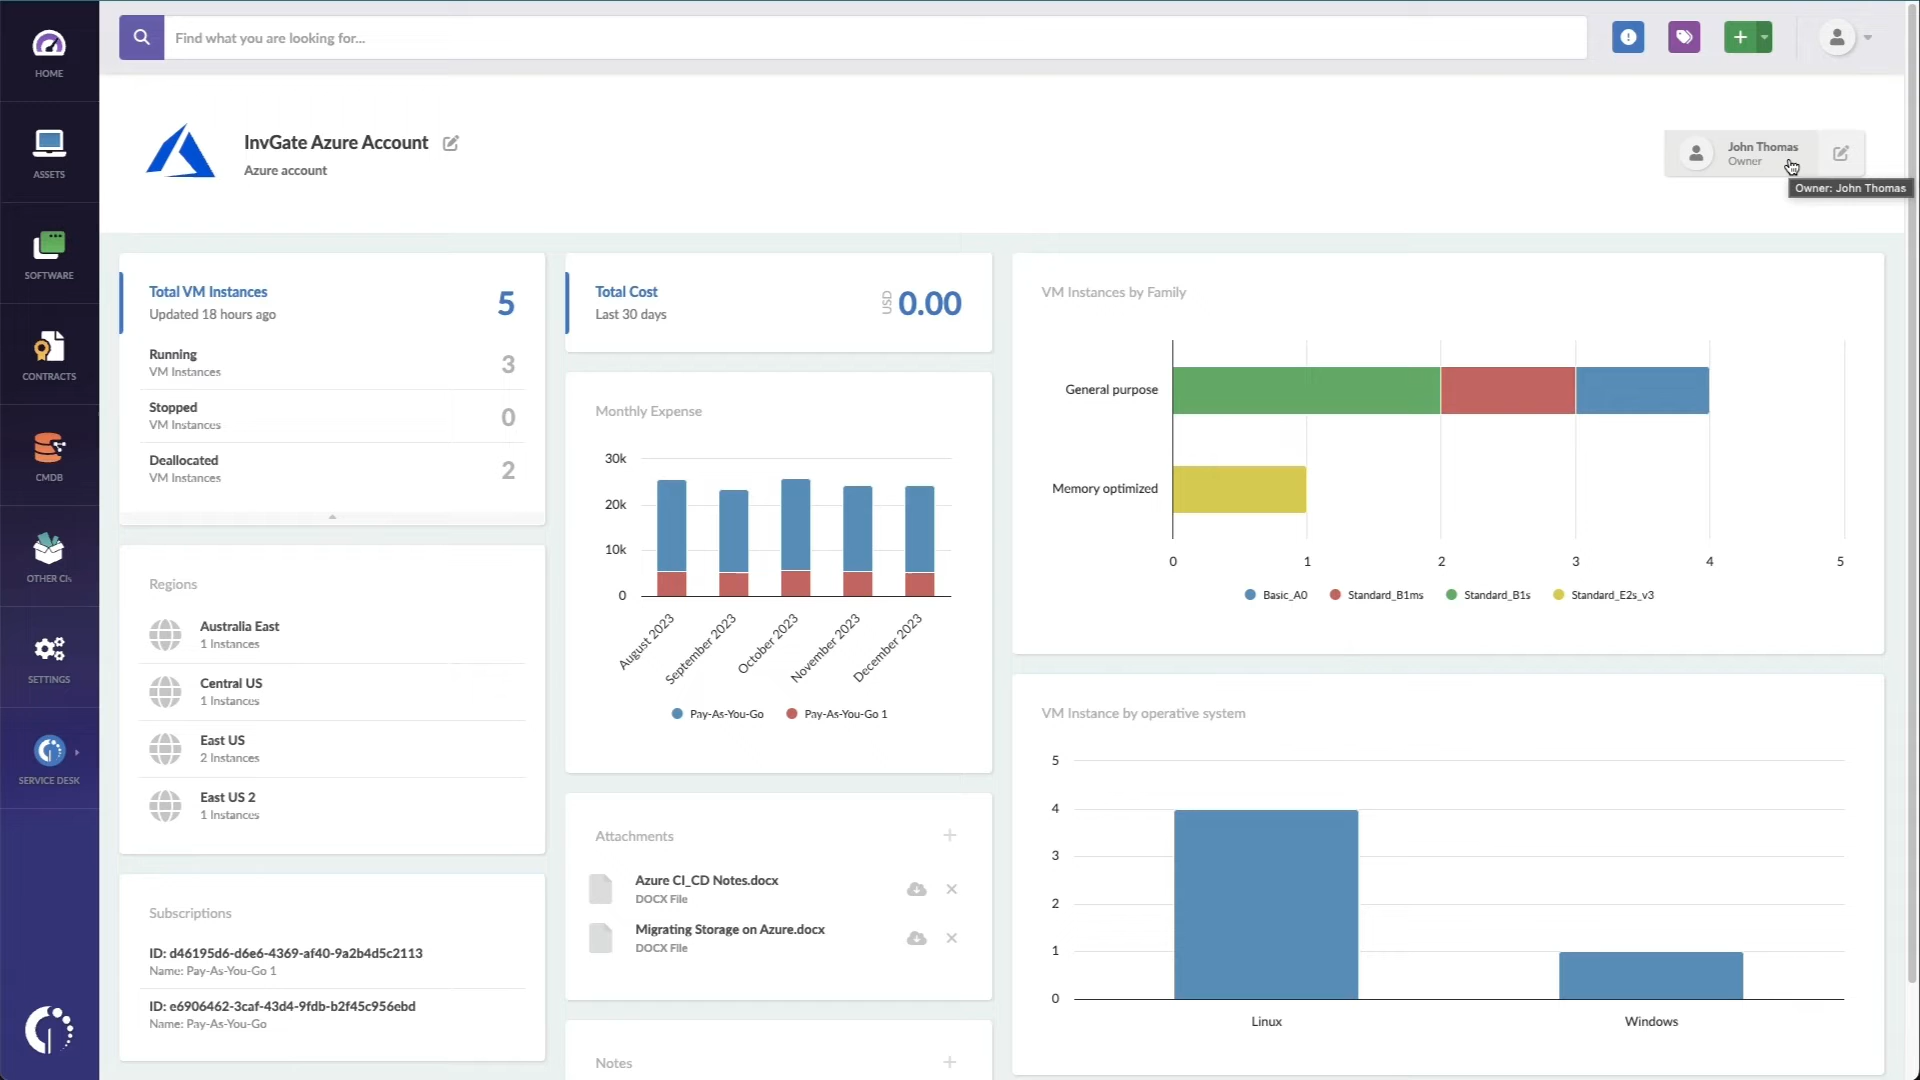 Find what you are looking for...
HOME
ASSETS
SOFTWARE
CONTRACTS
CMDB
OTHER CIs
SETTINGS
SERVICE DESK
InvGate Azure Account
Azure account
John Thomas
Owner
Owner: John Thomas
Total VM Instances
Updated 18 hours ago
5
Running
VM Instances
3
Stopped
VM Instances
0
Deallocated
VM Instances
2
Regions
Australia East
1 Instances
Central US
1 Instances
East US
2 Instances
East US 2
1 Instances
Subscriptions
ID: d46195d6-d6e6-4369-af40-9a2b4d5c2113
Name: Pay-As-You-Go 1
ID: e6906462-3caf-43d4-9fdb-b2f45c956ebd
Name: Pay-As-You-Go
Total Cost
Last 30 days
USD 0.00
Monthly Expense
30k
20k
10k
0
August 2023
September 2023
October 2023
November 2023
December 2023
Pay-As-You-Go Pay-As-You-Go 1
Attachments
Azure CI_CD Notes.docx
DOCX File
Migrating Storage on Azure.docx
DOCX File
Notes
VM Instances by Family
General purpose
Memory optimized
0 1 2 3 4 5
Basic_A0 Standard_B1ms Standard_B1s Standard_E2s_v3
VM Instance by operative system
5
4
3
2
1
0
Linux Windows